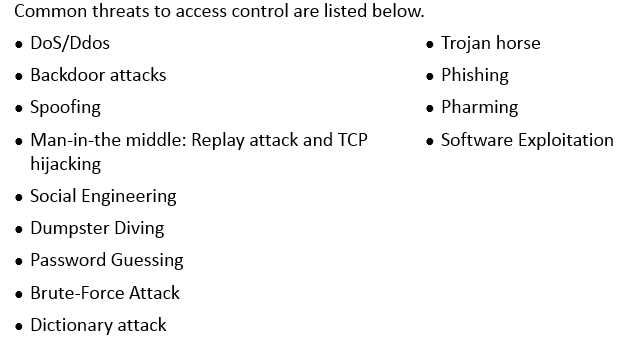 Common threats to access control are listed below.
• DoS/Ddos
• Backdoor attacks
• Spoofing
• Man-in-the middle: Replay attack and TCP
hijacking
• Social Engineering
• Dumpster Diving
• Password Guessing
• Brute-Force Attack
• Dictionary attack
• Trojan horse
• Phishing
• Pharming
• Software Exploitation